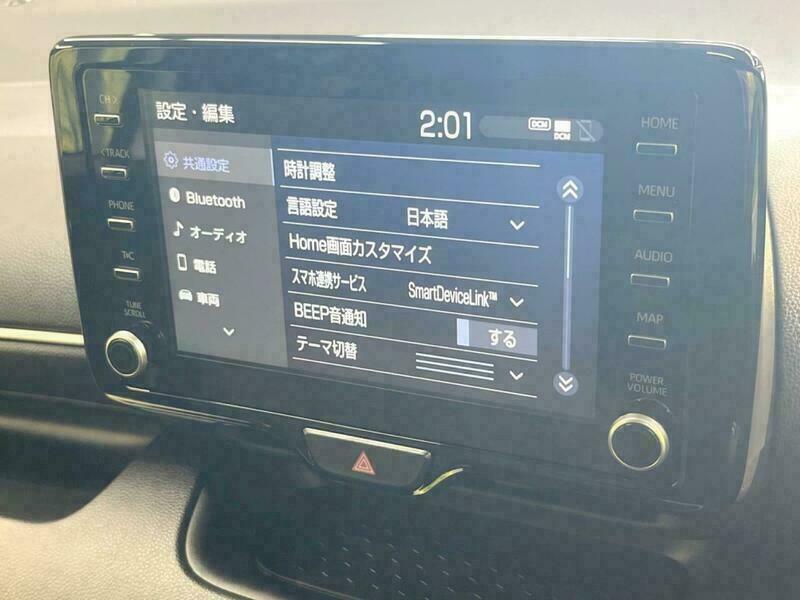 CH >
< TRACK
PHONE
T×C
TUNE
SCROLL
設定・編集
2:01
DCM
DCM
共通設定
Bluetooth
オーディオ
電話
車両
時計調整
言語設定 日本語
Home画面カスタマイズ
スマホ連携サービス SmartDeviceLink™
BEEP音通知 する
テーマ切替
HOME
MENU
AUDIO
MAP
POWER
VOLUME